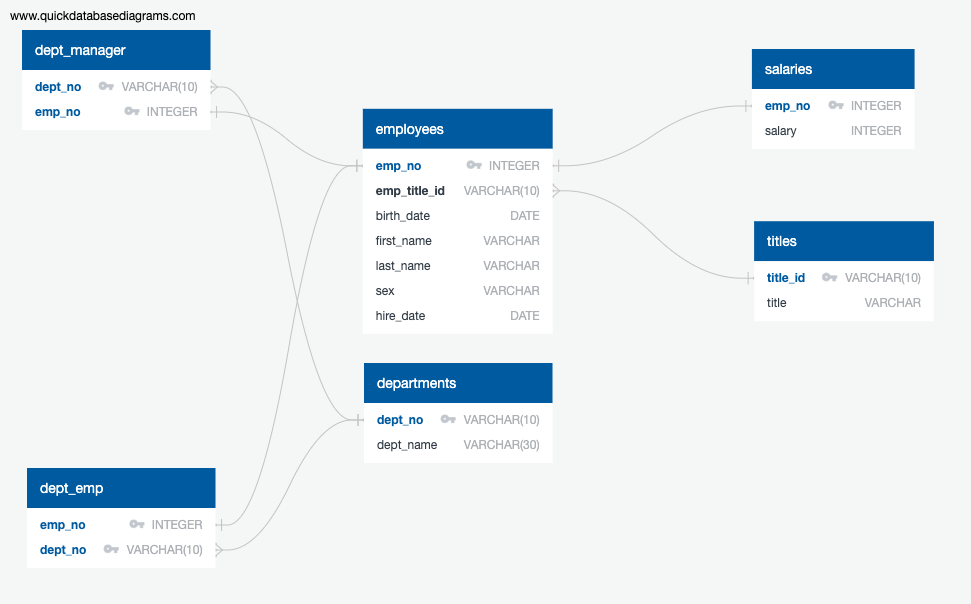 www.quickdatabasediagrams.com
dept_manager
dept_no VARCHAR(10)
emp_no INTEGER
employees
emp_no INTEGER
emp_title_id VARCHAR(10)
birth_date DATE
first_name VARCHAR
last_name VARCHAR
sex VARCHAR
hire_date DATE
salaries
emp_no INTEGER
salary INTEGER
titles
title_id VARCHAR(10)
title VARCHAR
departments
dept_no VARCHAR(10)
dept_name VARCHAR(30)
dept_emp
emp_no INTEGER
dept_no VARCHAR(10)